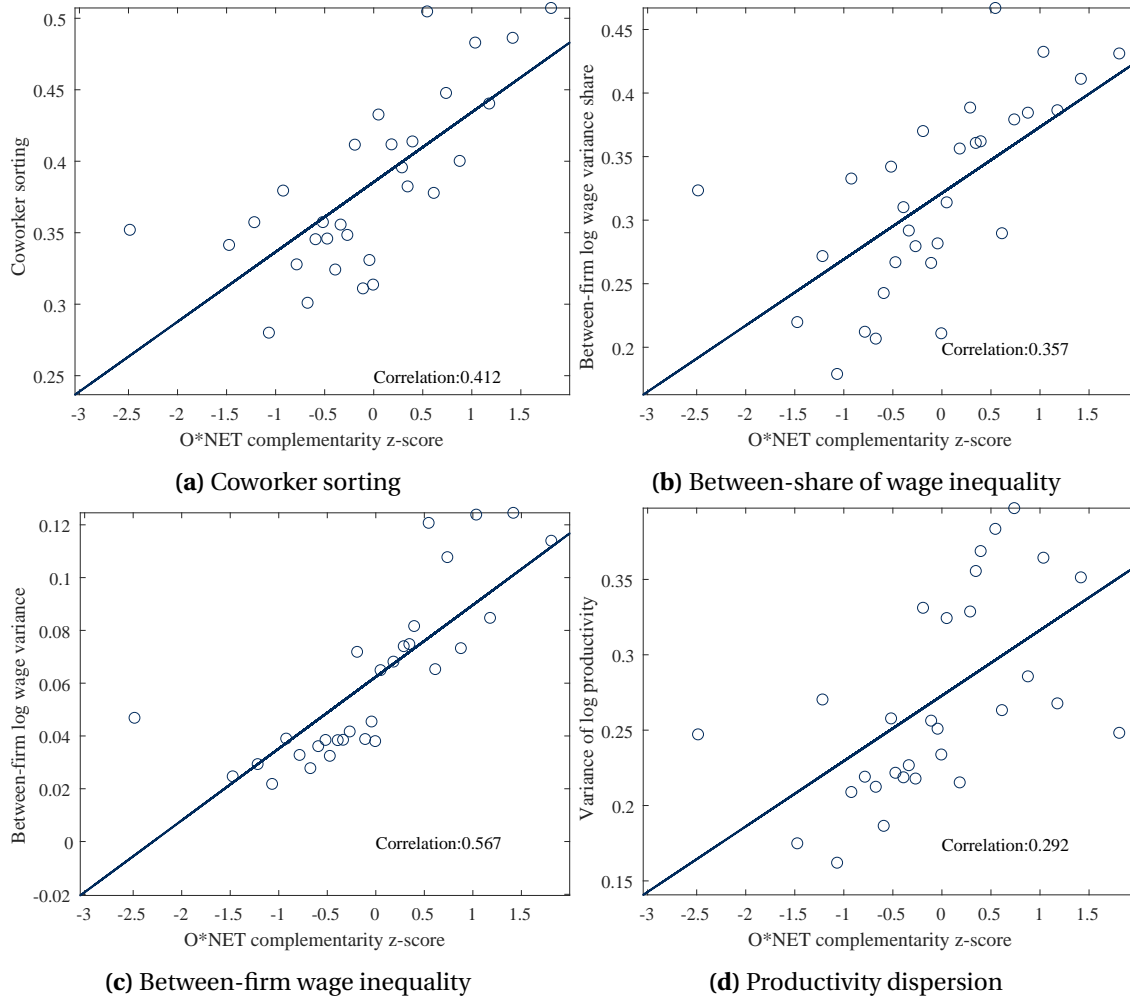 0.5
0.45
0.4
0.35
0.3
0.25
Coworker sorting
Correlation:0.412
-3 -2.5 -2 -1.5 -1 -0.5 0 0.5 1 1.5
O*NET complementarity z-score
(a) Coworker sorting
0.45
0.4
0.35
0.3
0.25
0.2
Between-firm log wage variance share
Correlation:0.357
-3 -2.5 -2 -1.5 -1 -0.5 0 0.5 1 1.5
O*NET complementarity z-score
(b) Between-share of wage inequality
0.12
0.1
0.08
0.06
0.04
0.02
0
-0.02
Between-firm log wage variance
Correlation:0.567
-3 -2.5 -2 -1.5 -1 -0.5 0 0.5 1 1.5
O*NET complementarity z-score
(c) Between-firm wage inequality
0.35
0.3
0.25
0.2
0.15
Variance of log productivity
Correlation:0.292
-3 -2.5 -2 -1.5 -1 -0.5 0 0.5 1 1.5
O*NET complementarity z-score
(d) Productivity dispersion